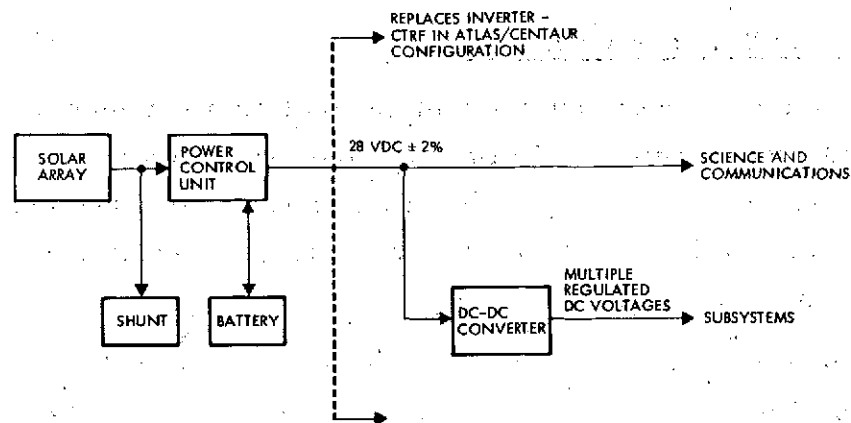 REPLACES INVERTER -
CTRF IN ATLAS/CENTAUR
CONFIGURATION
SOLAR
ARRAY
POWER
CONTROL
UNIT
28 VDC ± 2%
SCIENCE AND
COMMUNICATIONS
SHUNT
BATTERY
DC-DC
CONVERTER
MULTIPLE
REGULATED
DC VOLTAGES
SUBSYSTEMS